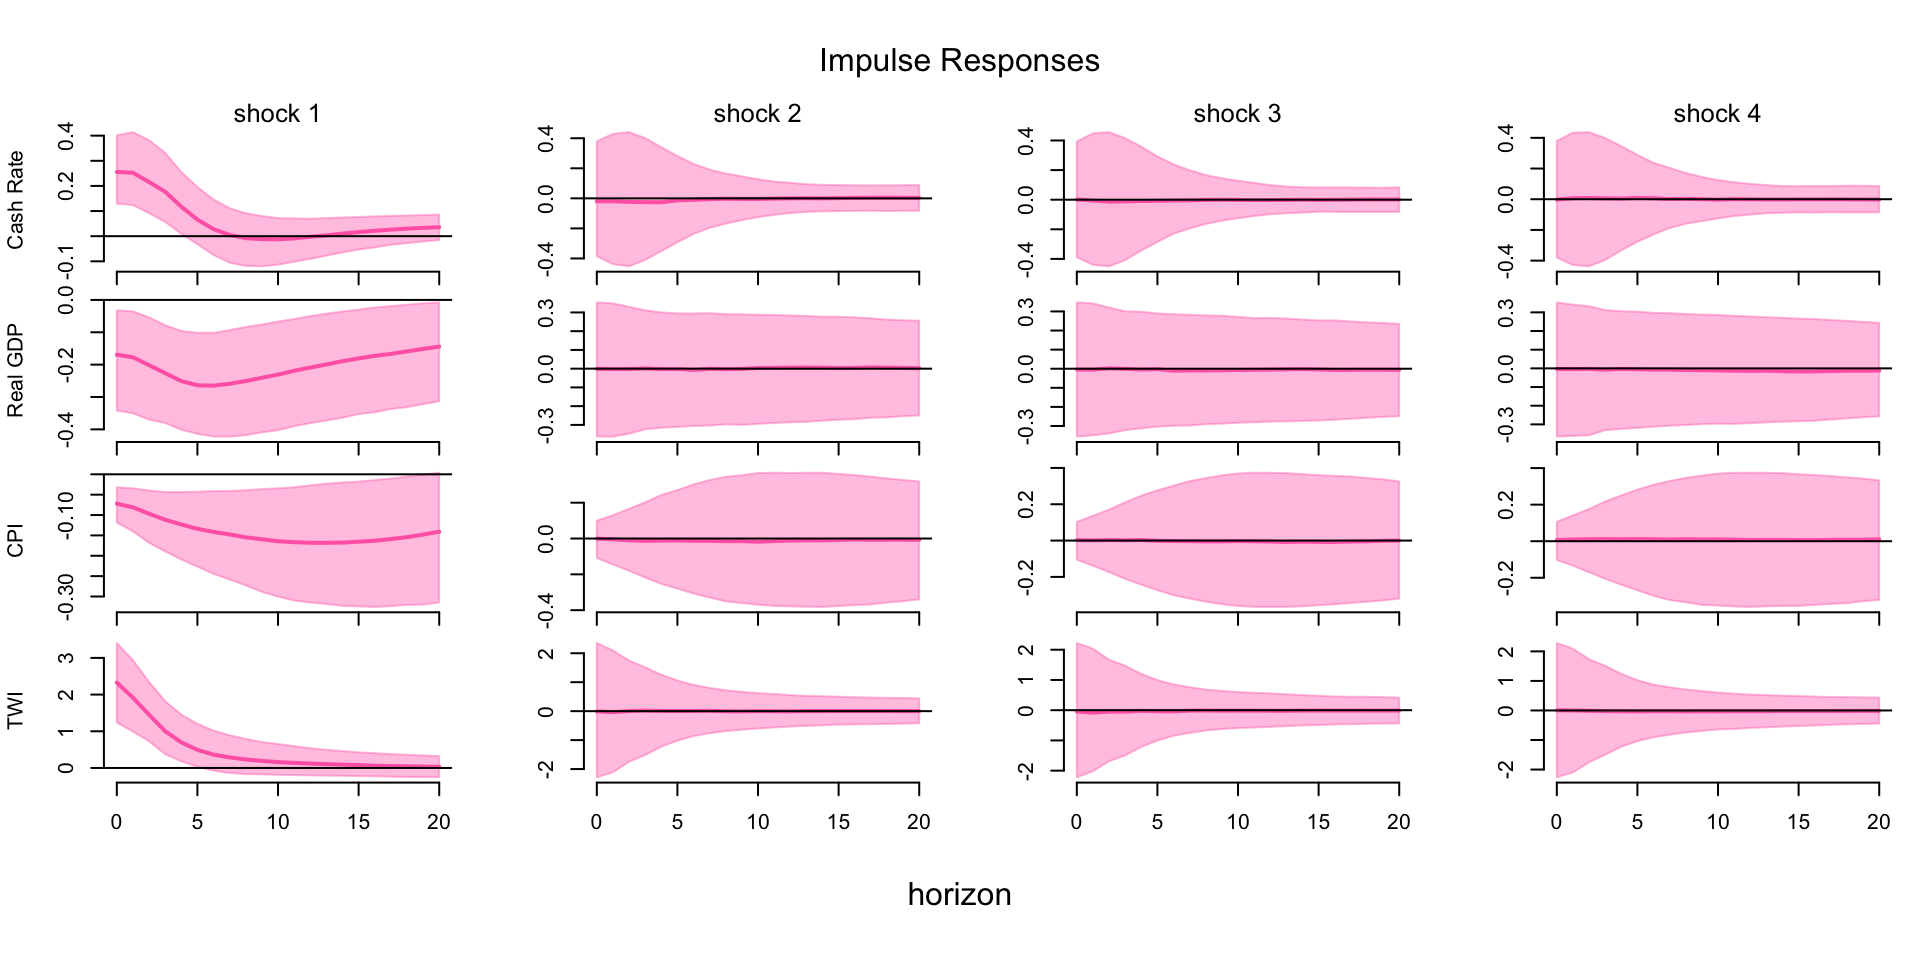 Impulse Responses
shock 1 shock 2 shock 3 shock 4
Cash Rate
0.4 0.2 -0.1
0.4 0.0 -0.4
0.4 0.0 -0.4
0.4 0.0 -0.4
Real GDP
0.0 -0.2 -0.4
0.3 0.0 -0.3
0.3 0.0 -0.3
0.3 0.0 -0.3
CPI
-0.10 -0.30
0.0 -0.4
0.2 -0.2
0.2 -0.2
TWI
3 2 1 0
2 0 -2
2 1 0 -2
2 1 0 -2
0 5 10 15 20 0 5 10 15 20 0 5 10 15 20 0 5 10 15 20
horizon